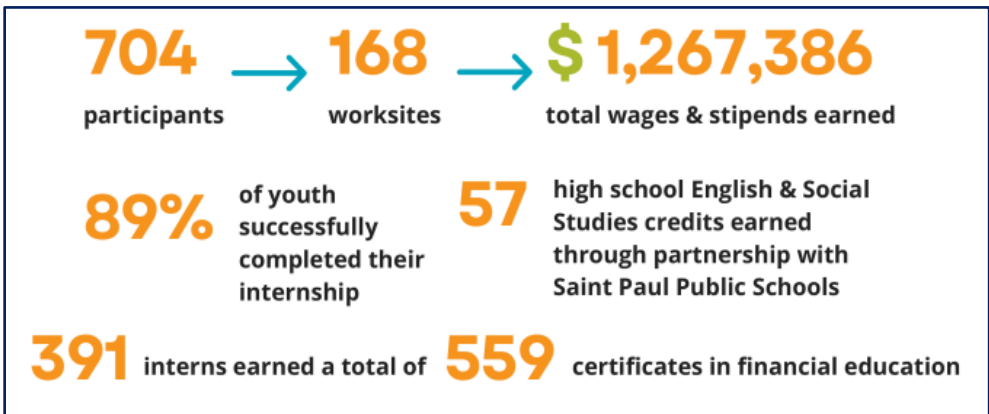 704 → 168 → $ 1,267,386
participants worksites total wages & stipends earned
89% of youth
successfully
completed their
internship
57 high school English & Social
Studies credits earned
through partnership with
Saint Paul Public Schools
391 interns earned a total of 559 certificates in financial education